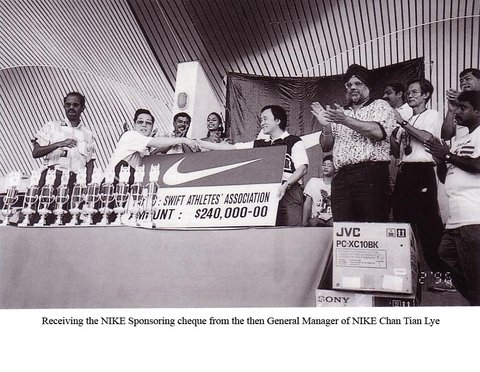 : SWIFT ATHLETES' ASSOCIATION
UNT : $240,000-00
JVC
PC-XC10BK
SONY
Receiving the NIKE Sponsoring cheque from the then General Manager of NIKE Chan Tian Lye